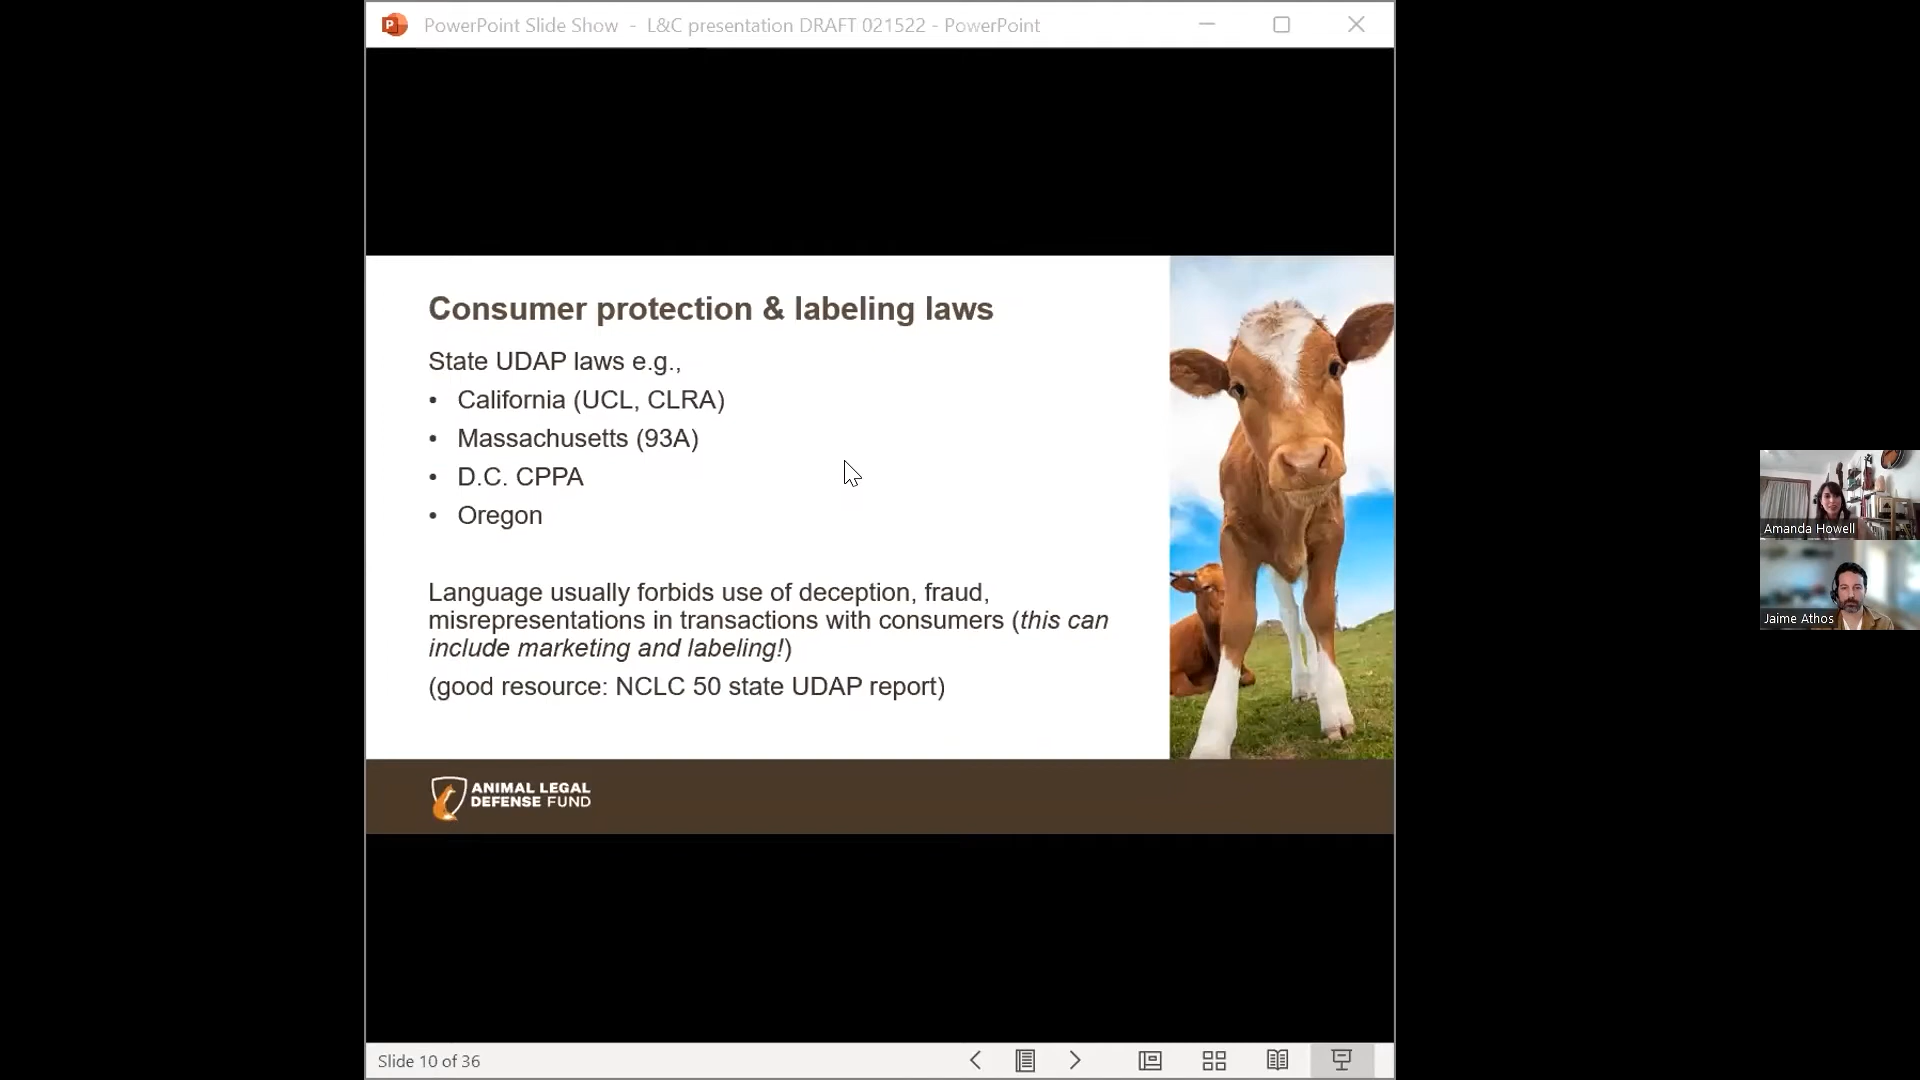 PowerPoint Slide Show - L&C presentation DRAFT 021522 - PowerPoint
Consumer protection & labeling laws
State UDAP laws e.g.,
• California (UCL, CLRA)
• Massachusetts (93A)
• D.C. CPPA
• Oregon
Language usually forbids use of deception, fraud,
misrepresentations in transactions with consumers (this can
include marketing and labeling!)
(good resource: NCLC 50 state UDAP report)
ANIMAL LEGAL
DEFENSE FUND
Amanda Howell
Jaime Athos
Slide 10 of 36